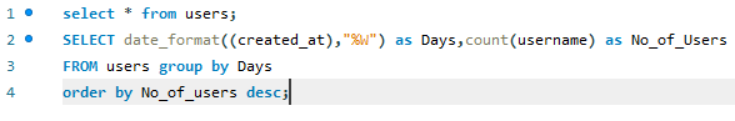 1 select * from users;
2 SELECT date_format((created_at),"%W") as Days,count(username) as No_of_Users
3 FROM users group by Days
4 order by No_of_users desc;